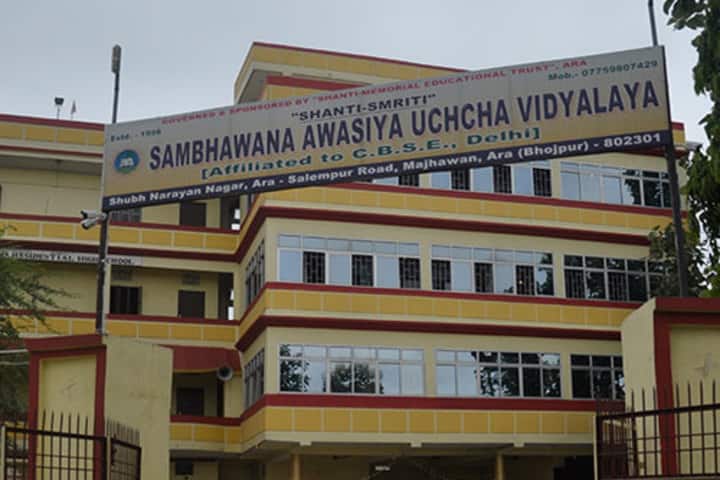 GOVERNED & SPONSORED BY "SHANTI-MEMORIAL EDUCATIONAL TRUST", ARA
Mob.- 07759807429
Estd. - 1996
"SHANTI-SMRITI"
SAMBHAWANA AWASIYA UCHCHA VIDYALAYA
[Affiliated to C.B.S.E., Delhi]
Shubh Narayan Nagar, Ara - Salempur Road, Majhawan, Ara (Bhojpur) - 802301
RESIDENTIAL HIGH SCHOOL